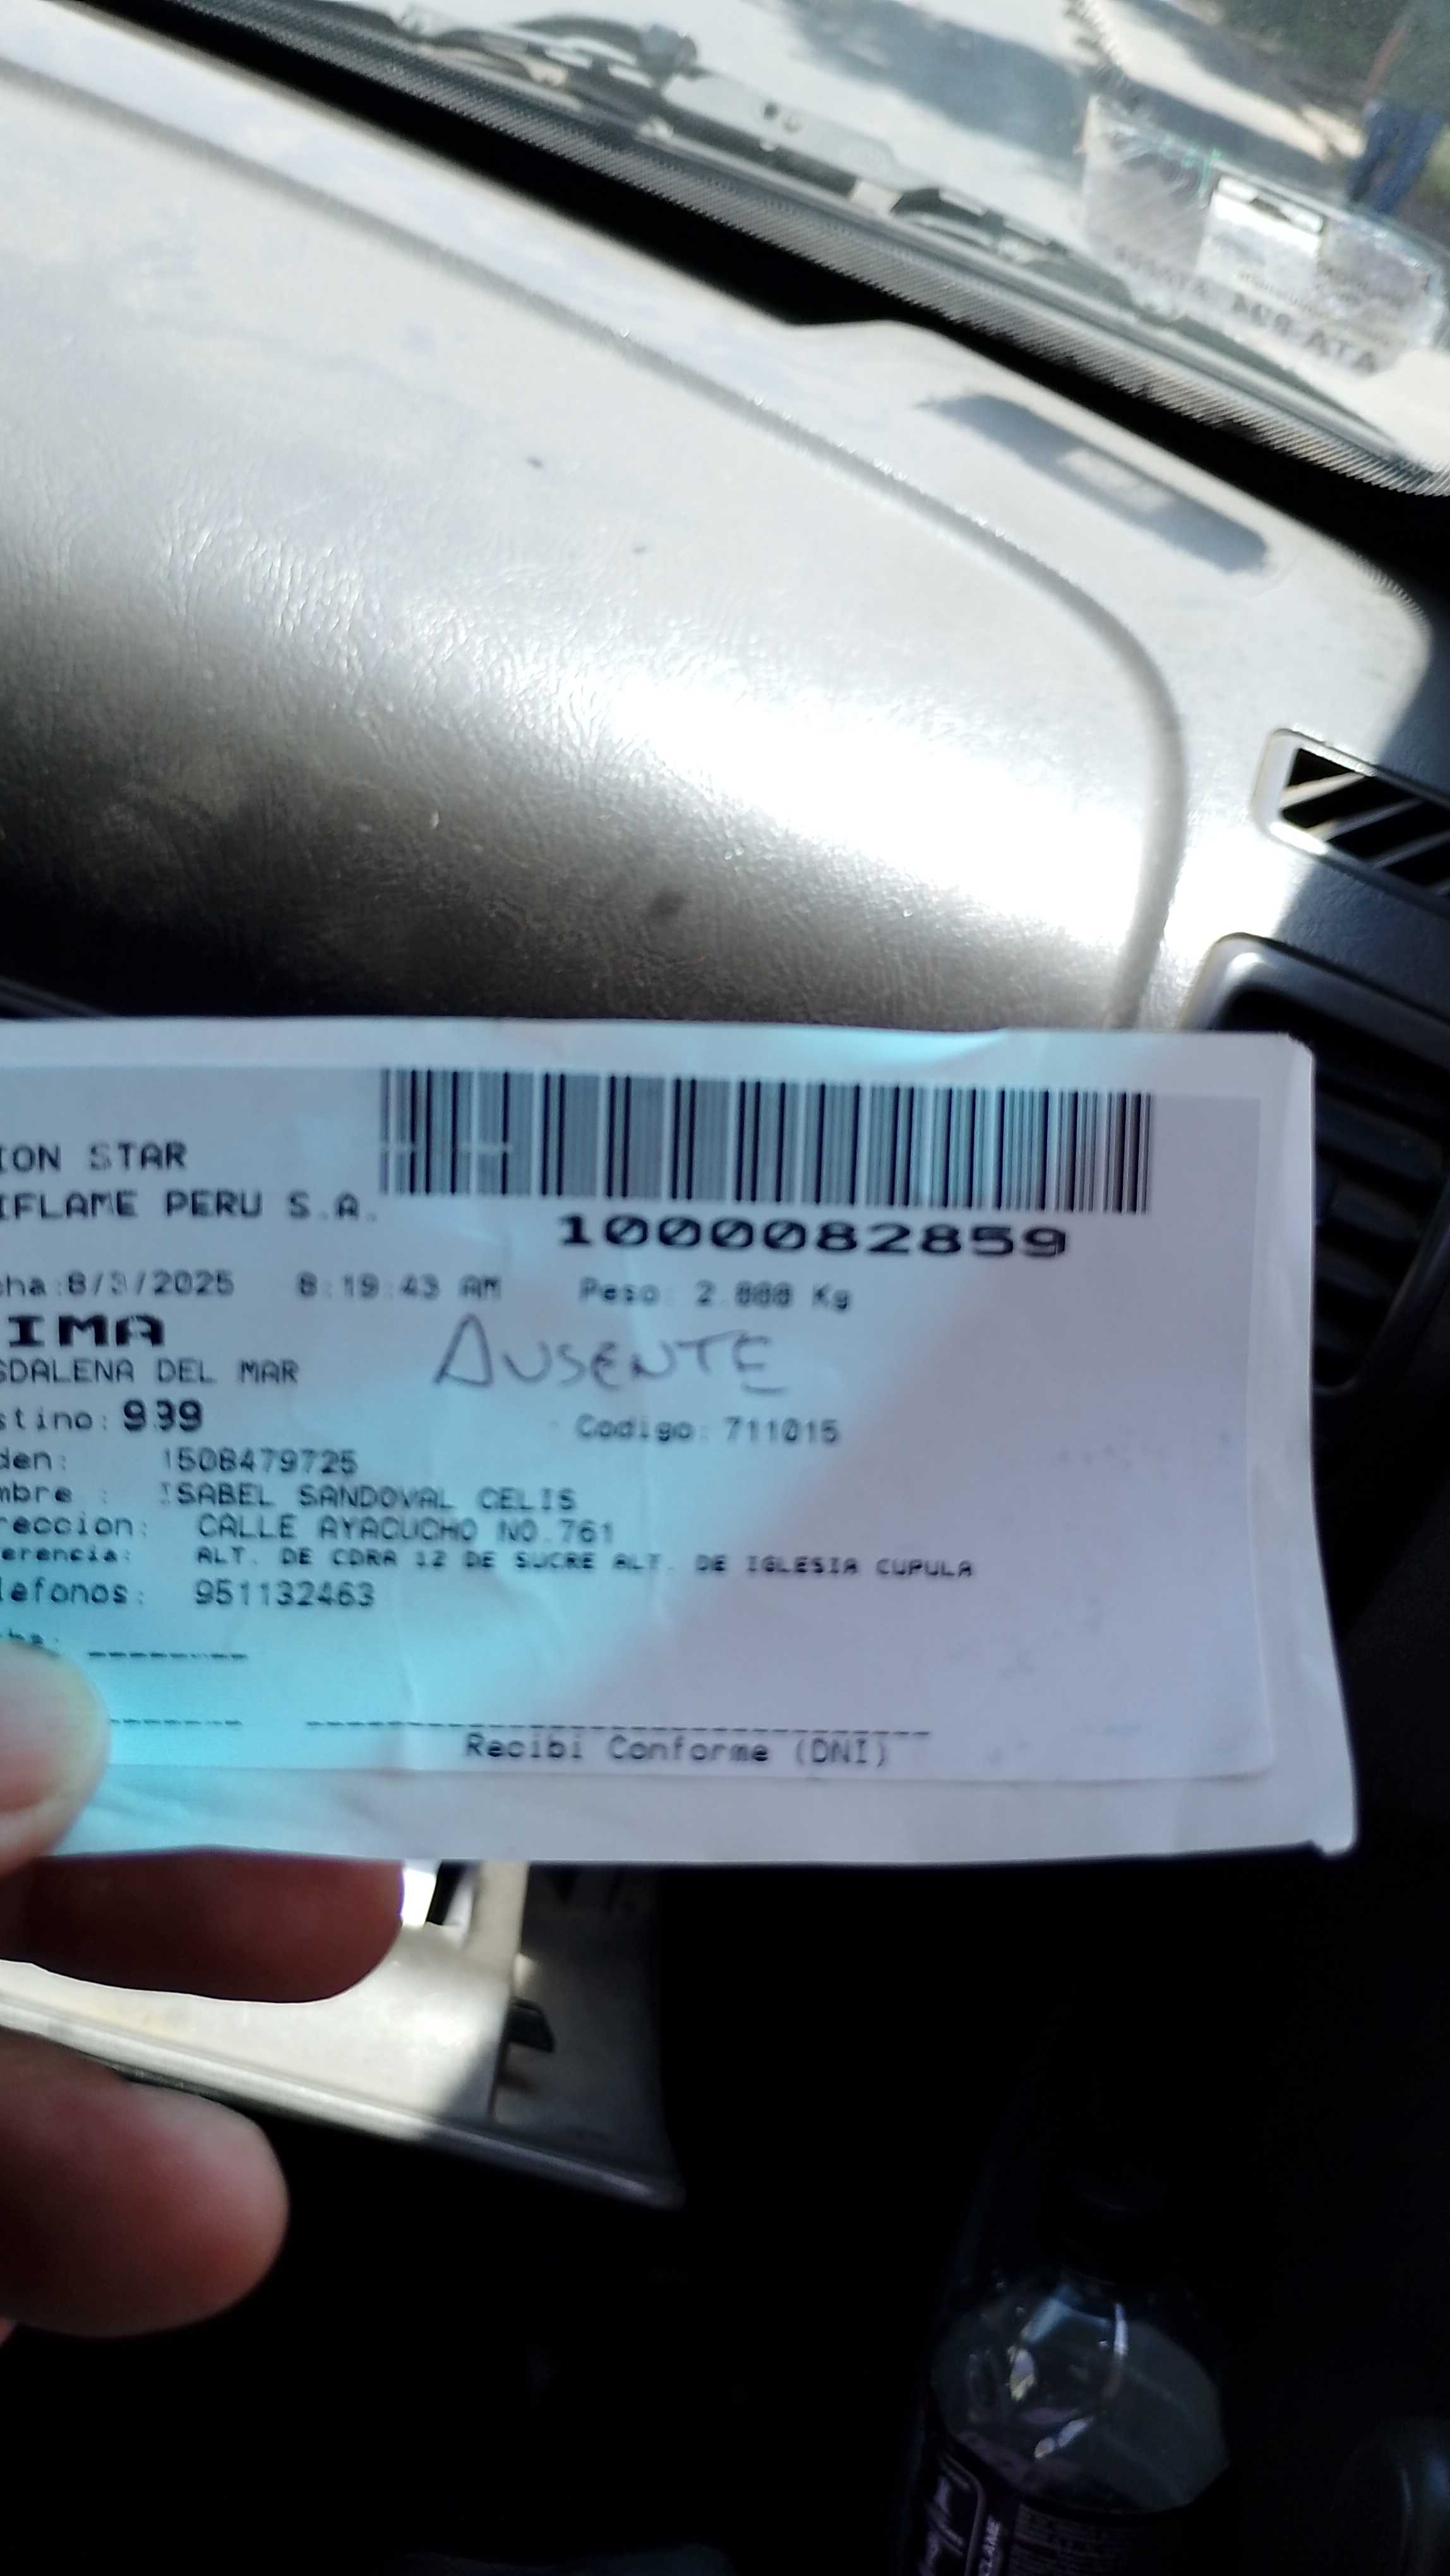 ION STAR
IFLAME PERU S.A.
1000082859
ha:8/3/2025 8:19:43 AM Peso: 2.000 Kg
IMA
AUSENTE
GDALENA DEL MAR
stino: 939
Codigo: 711015
den: 1508479725
mbre : ISABEL SANDOVAL CELIS
reccion: CALLE AYACUCHO NO.761
erencia: ALT. DE CDRA 12 DE SUCRE ALT. DE IGLESIA CUPULA
lefonos: 951132463
Recibi Conforme (DNI)